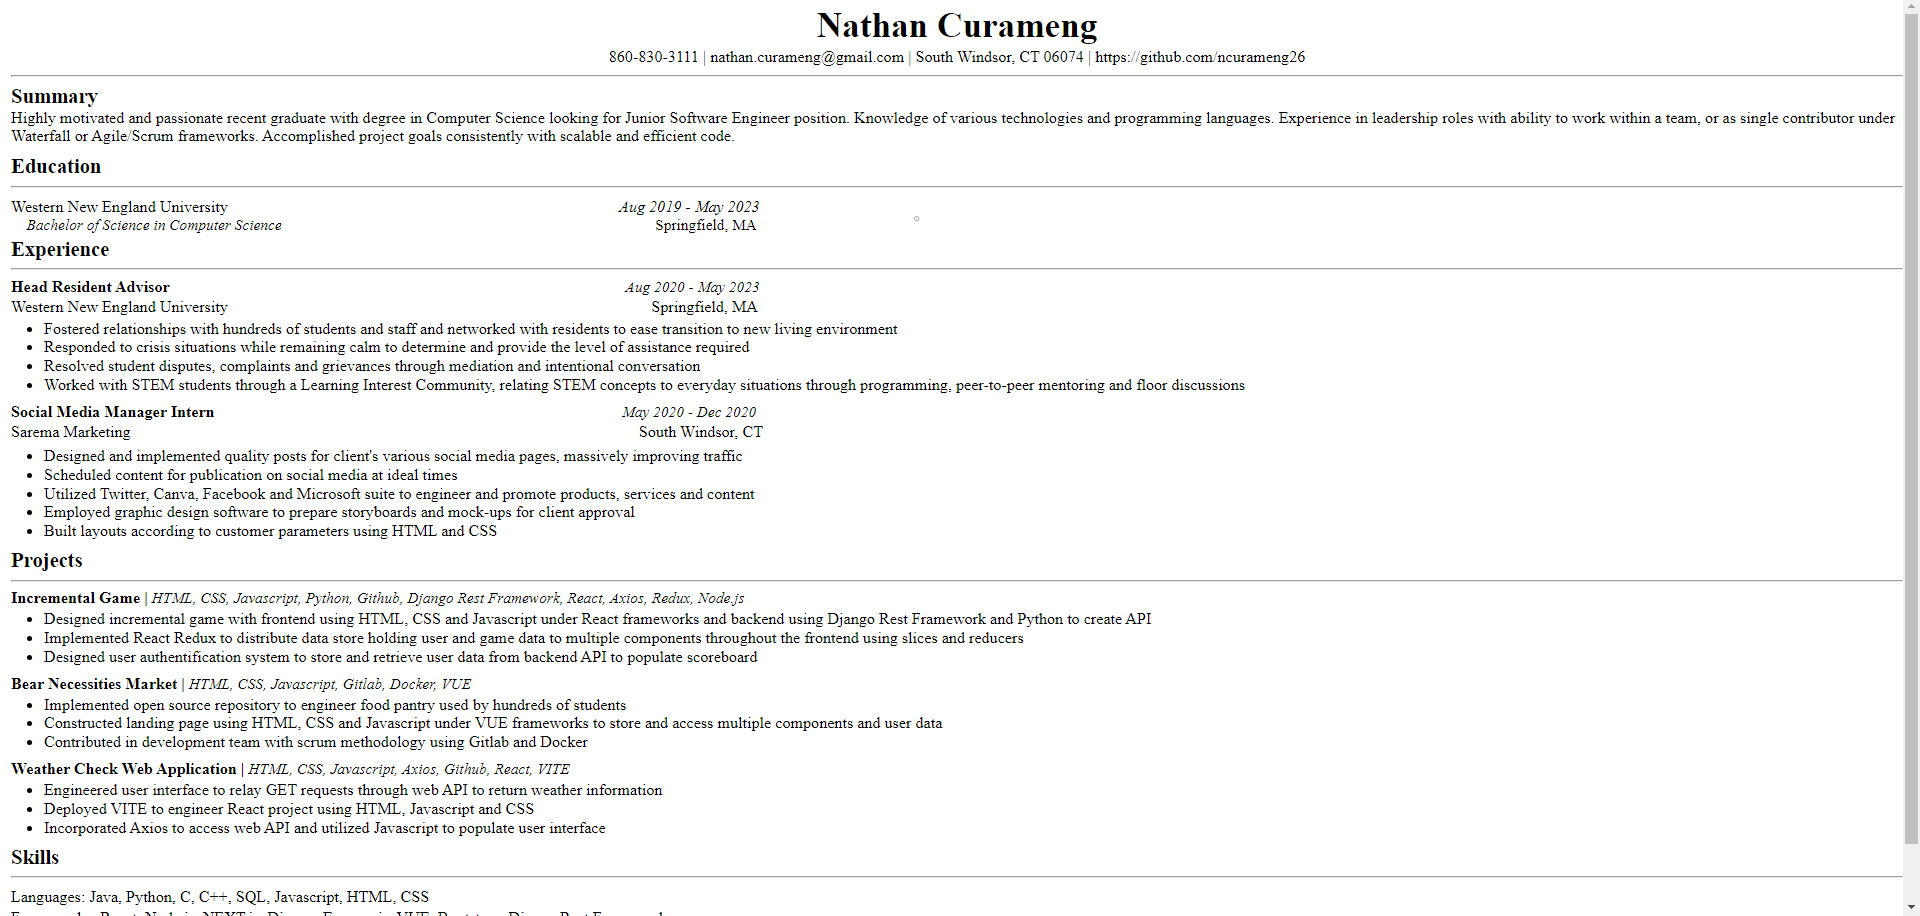 Nathan Curameng
860-830-3111 | nathan.curameng@gmail.com | South Windsor, CT 06074 | https://github.com/ncurameng26
Summary
Highly motivated and passionate recent graduate with degree in Computer Science looking for Junior Software Engineer position. Knowledge of various technologies and programming languages. Experience in leadership roles with ability to work within a team, or as single contributor under
Waterfall or Agile/Scrum frameworks. Accomplished project goals consistently with scalable and efficient code.
Education
Western New England University Aug 2019 - May 2023
Bachelor of Science in Computer Science Springfield, MA
Experience
Head Resident Advisor Aug 2020 - May 2023
Western New England University Springfield, MA
• Fostered relationships with hundreds of students and staff and networked with residents to ease transition to new living environment
• Responded to crisis situations while remaining calm to determine and provide the level of assistance required
• Resolved student disputes, complaints and grievances through mediation and intentional conversation
• Worked with STEM students through a Learning Interest Community, relating STEM concepts to everyday situations through programming, peer-to-peer mentoring and floor discussions
Social Media Manager Intern May 2020 - Dec 2020
Sarema Marketing South Windsor, CT
• Designed and implemented quality posts for client's various social media pages, massively improving traffic
• Scheduled content for publication on social media at ideal times
• Utilized Twitter, Canva, Facebook and Microsoft suite to engineer and promote products, services and content
• Employed graphic design software to prepare storyboards and mock-ups for client approval
• Built layouts according to customer parameters using HTML and CSS
Projects
Incremental Game | HTML, CSS, Javascript, Python, Github, Django Rest Framework, React, Axios, Redux, Node.js
• Designed incremental game with frontend using HTML, CSS and Javascript under React frameworks and backend using Django Rest Framework and Python to create API
• Implemented React Redux to distribute data store holding user and game data to multiple components throughout the frontend using slices and reducers
• Designed user authentification system to store and retrieve user data from backend API to populate scoreboard
Bear Necessities Market | HTML, CSS, Javascript, Gitlab, Docker, VUE
• Implemented open source repository to engineer food pantry used by hundreds of students
• Constructed landing page using HTML, CSS and Javascript under VUE frameworks to store and access multiple components and user data
• Contributed in development team with scrum methodology using Gitlab and Docker
Weather Check Web Application | HTML, CSS, Javascript, Axios, Github, React, VITE
• Engineered user interface to relay GET requests through web API to return weather information
• Deployed VITE to engineer React project using HTML, Javascript and CSS
• Incorporated Axios to access web API and utilized Javascript to populate user interface
Skills
Languages: Java, Python, C, C++, SQL, Javascript, HTML, CSS